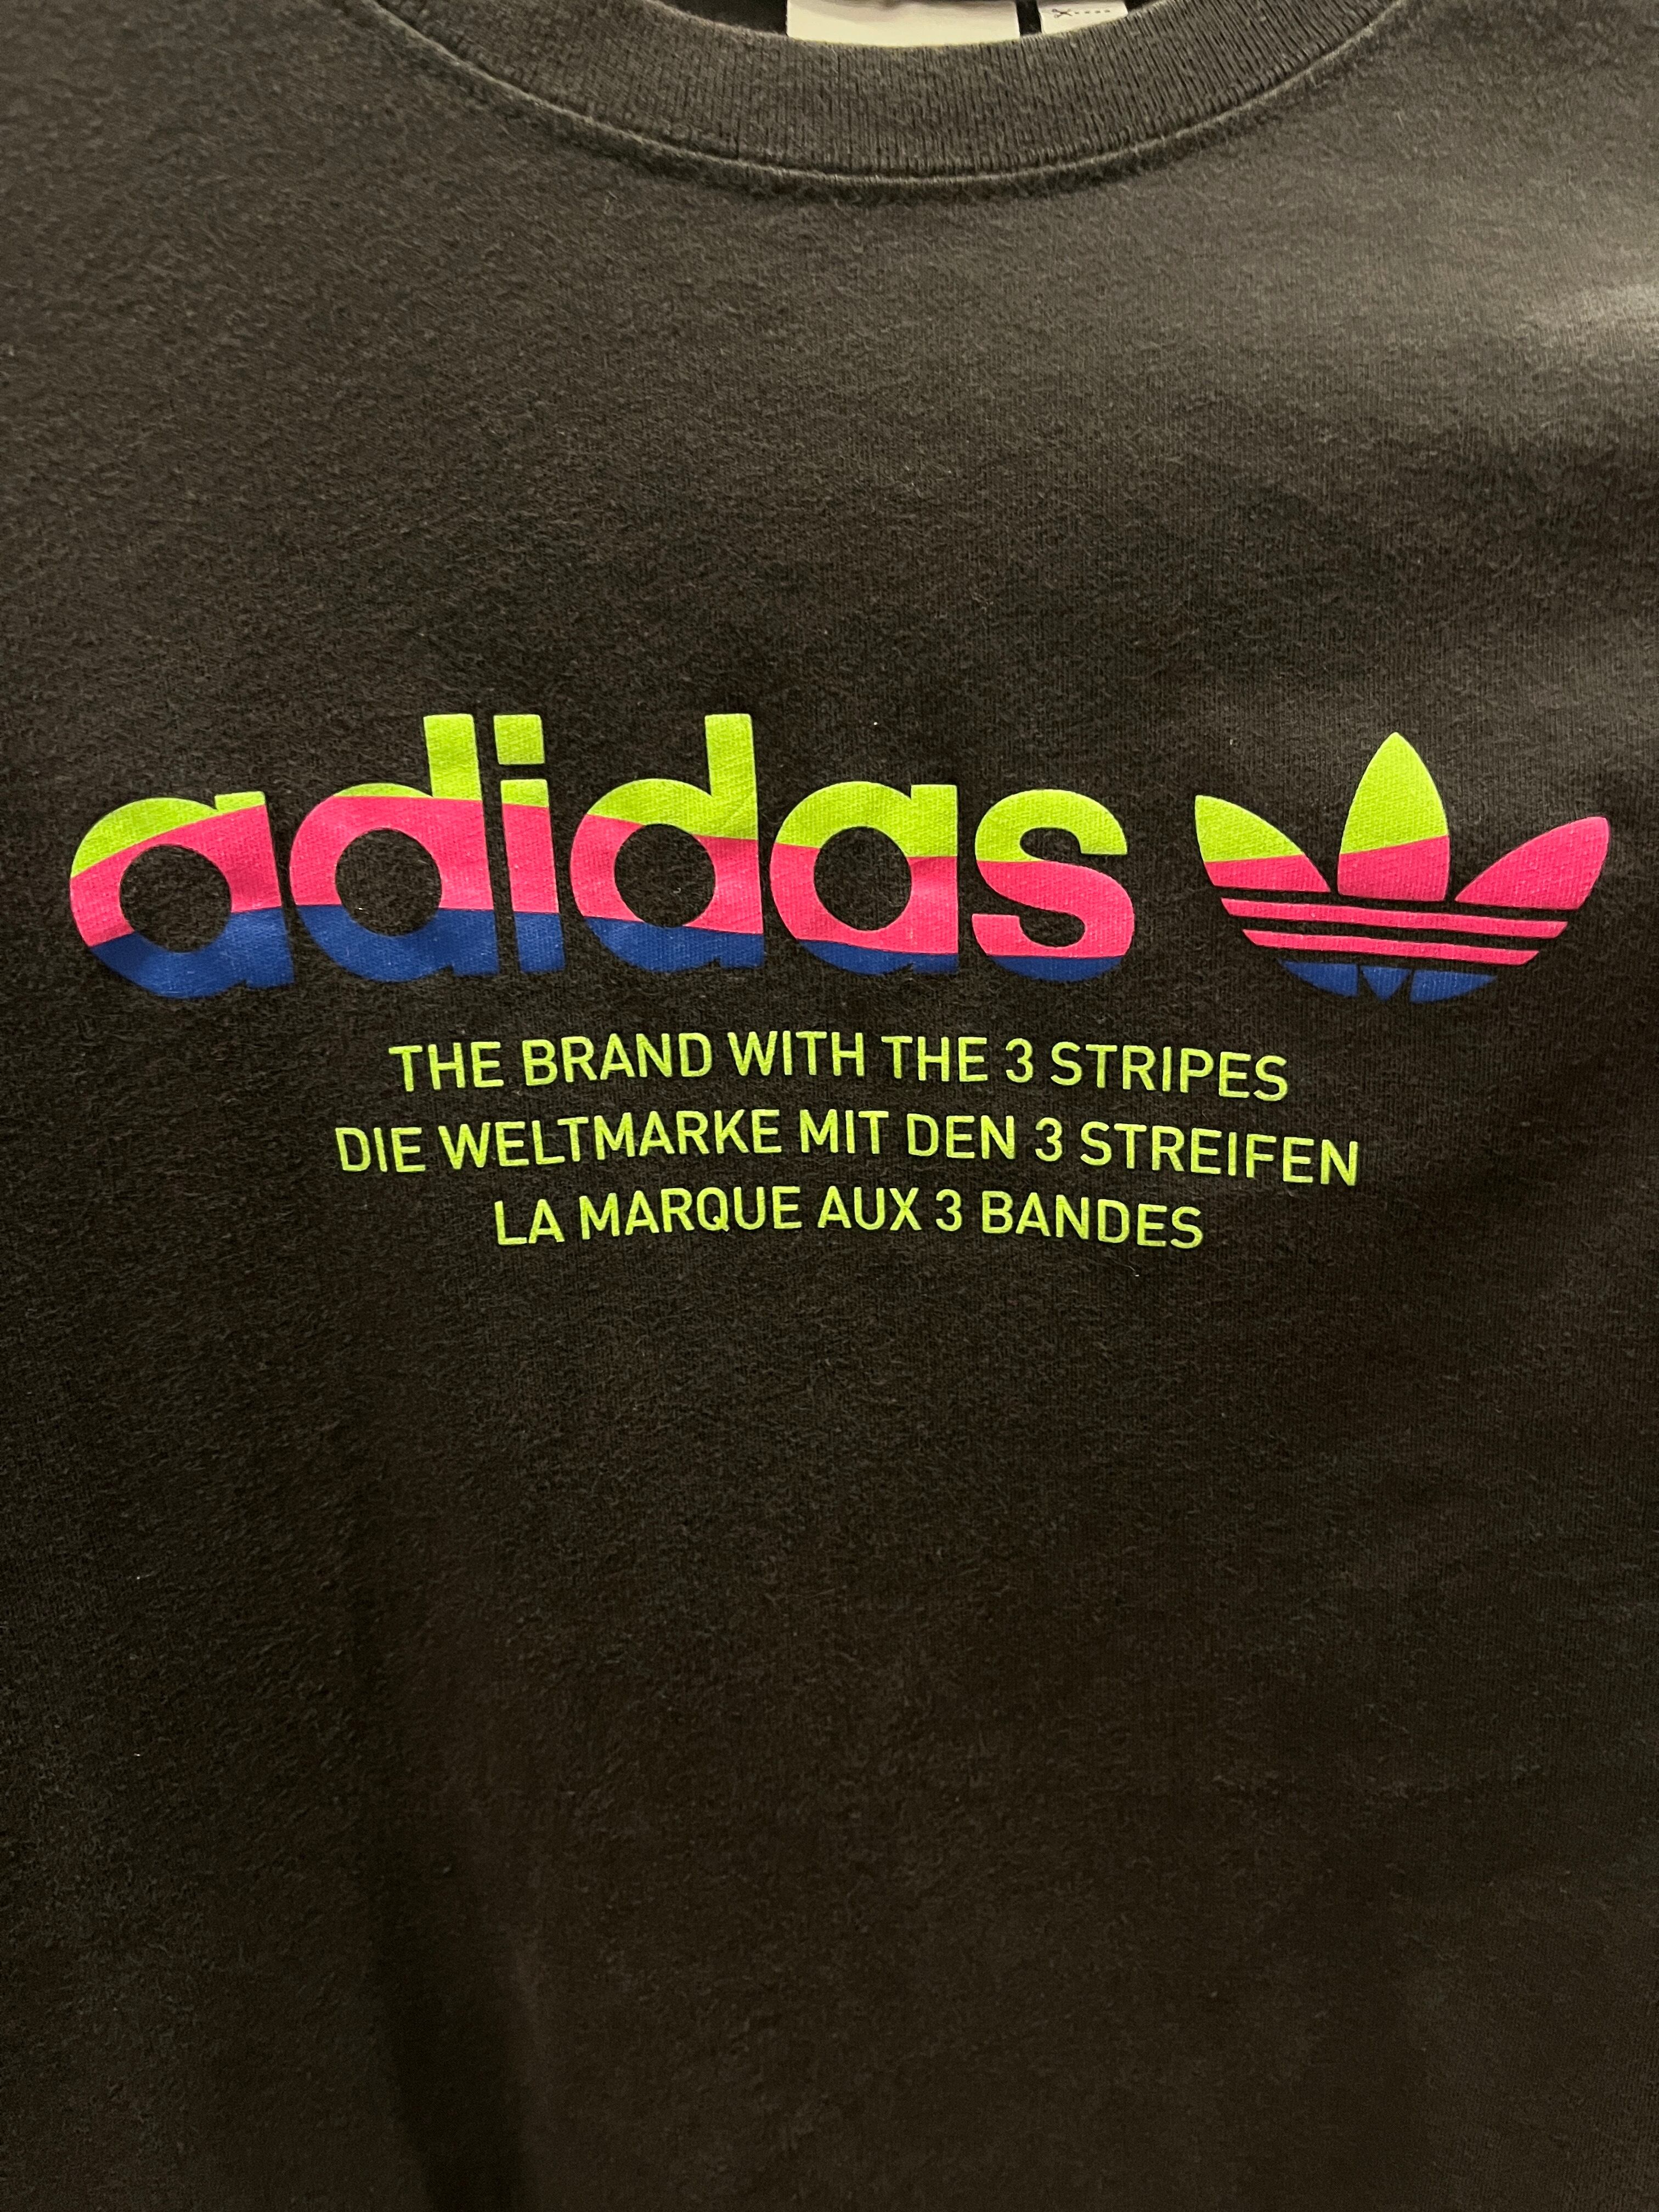 adidas
THE BRAND WITH THE 3 STRIPES
DIE WELTMARKE MIT DEN 3 STREIFEN
LA MARQUE AUX 3 BANDES